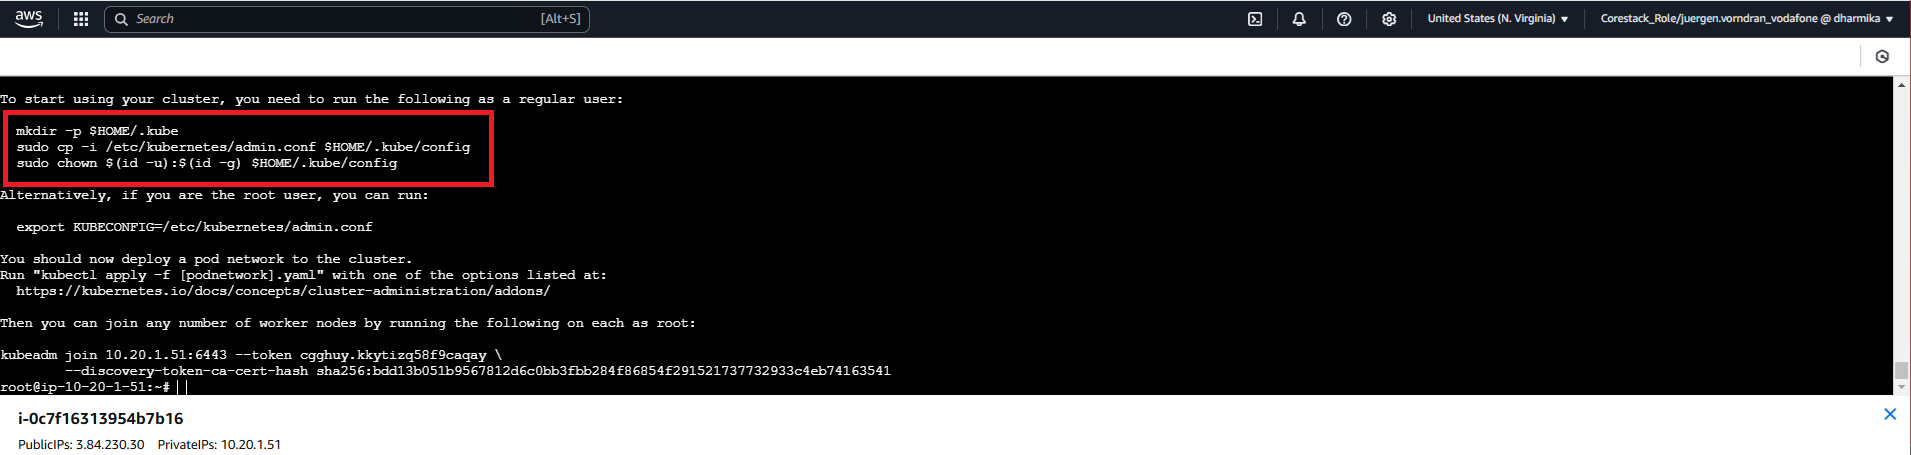 aws
Search [Alt+S]
United States (N. Virginia)
Corestack_Role/juergen.vorndran_vodafone @ dharmika
To start using your cluster, you need to run the following as a regular user:
mkdir -p $HOME/.kube
sudo cp -i /etc/kubernetes/admin.conf $HOME/.kube/config
sudo chown $(id -u):$(id -g) $HOME/.kube/config
Alternatively, if you are the root user, you can run:
export KUBECONFIG=/etc/kubernetes/admin.conf
You should now deploy a pod network to the cluster.
Run "kubectl apply -f [podnetwork].yaml" with one of the options listed at:
https://kubernetes.io/docs/concepts/cluster-administration/addons/
Then you can join any number of worker nodes by running the following on each as root:
kubeadm join 10.20.1.51:6443 --token cgghuy.kkytizq58f9caqay \
--discovery-token-ca-cert-hash sha256:bdd13b051b9567812d6c0bb3fbb284f86854f291521737732933c4eb74163541
root@ip-10-20-1-51:~#
i-0c7f16313954b7b16
PublicIPs: 3.84.230.30 PrivateIPs: 10.20.1.51